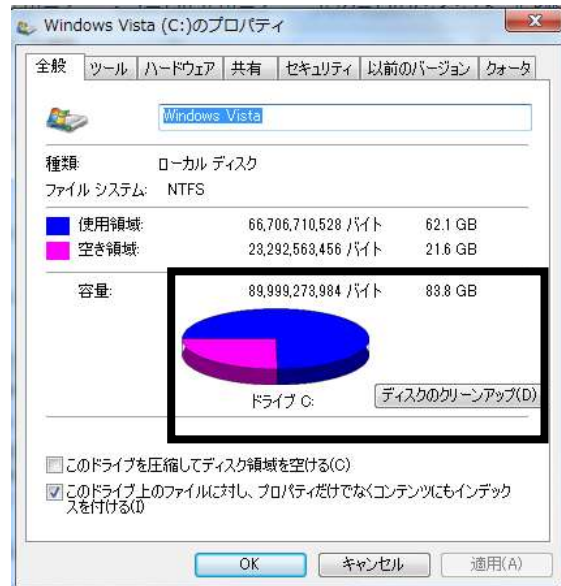 Windows Vista (C:)のプロパティ
全般 ツール ハードウェア 共有 セキュリティ 以前のバージョン クォータ
Windows Vista
種類: ローカル ディスク
ファイル システム: NTFS
使用領域: 66,706,710,528 バイト 62.1 GB
空き領域: 23,292,563,456 バイト 21.6 GB
容量: 89,999,273,984 バイト 83.8 GB
ドライブ C: ディスクのクリーンアップ(D)
このドライブを圧縮してディスク領域を空ける(C)
このドライブ上のファイルに対し、プロパティだけでなくコンテンツにもインデック
スを付ける(I)
OK キャンセル 適用(A)